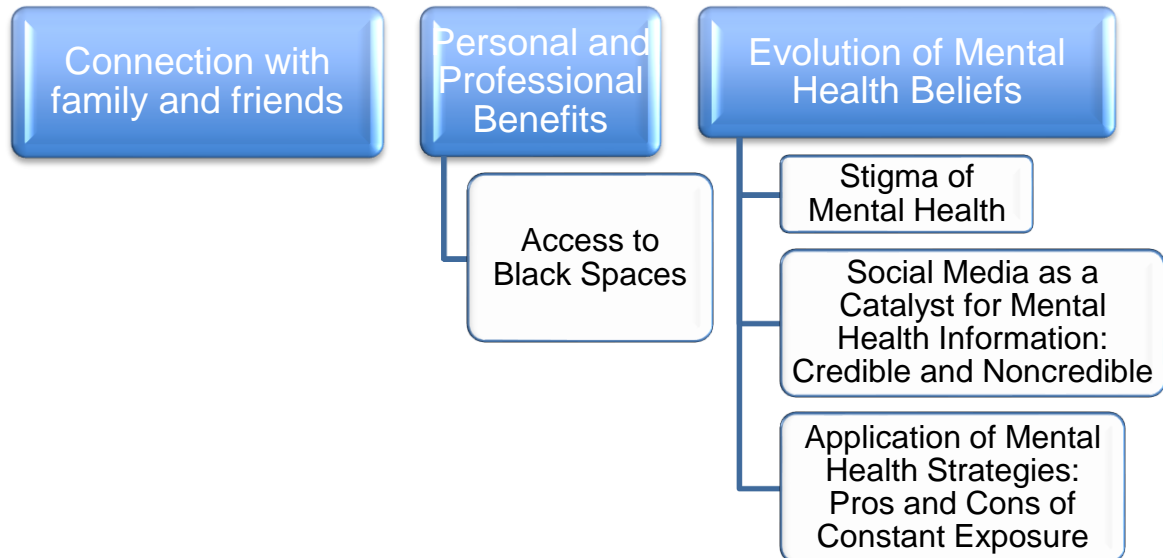 Connection with
family and friends
Personal and
Professional
Benefits
Access to
Black Spaces
Evolution of Mental
Health Beliefs
Stigma of
Mental Health
Social Media as a
Catalyst for Mental
Health Information:
Credible and Noncredible
Application of Mental
Health Strategies:
Pros and Cons of
Constant Exposure